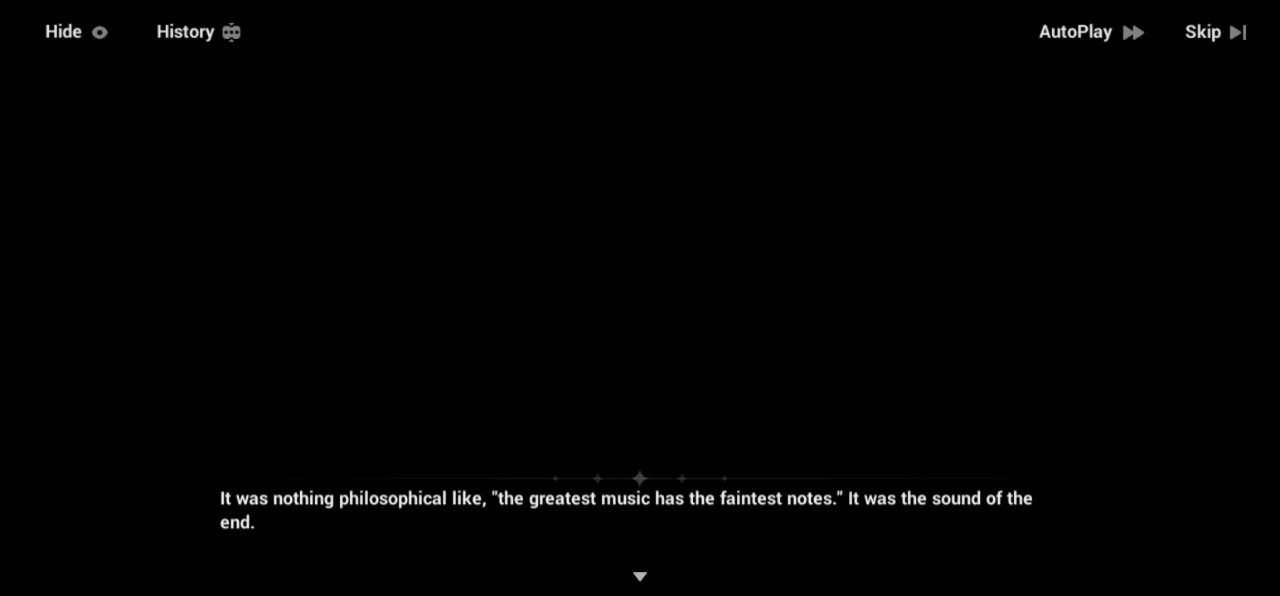 Hide History AutoPlay Skip
It was nothing philosophical like, "the greatest music has the faintest notes." It was the sound of the
end.